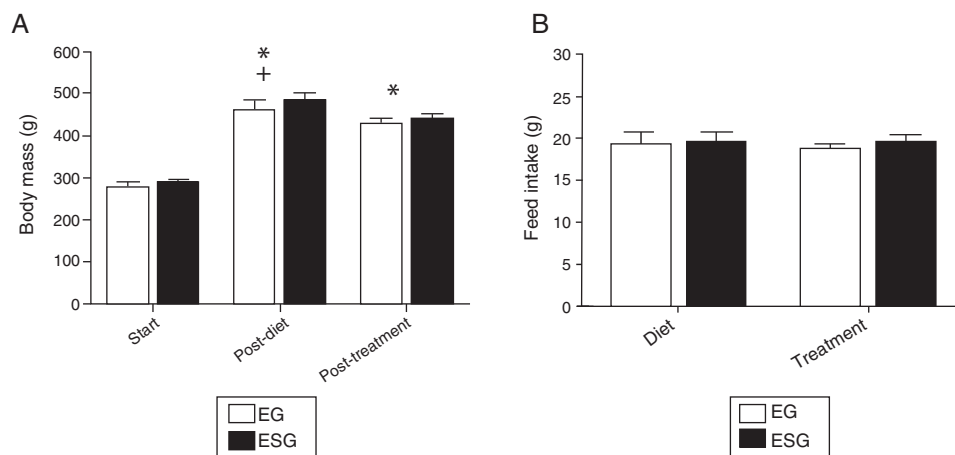 A
Body mass (g)
600
500
400
300
200
100
0
*
+
*
Start
Post-diet
Post-treatment
EG
ESG
B
Feed intake (g)
30
25
20
15
10
5
0
Diet
Treatment
EG
ESG